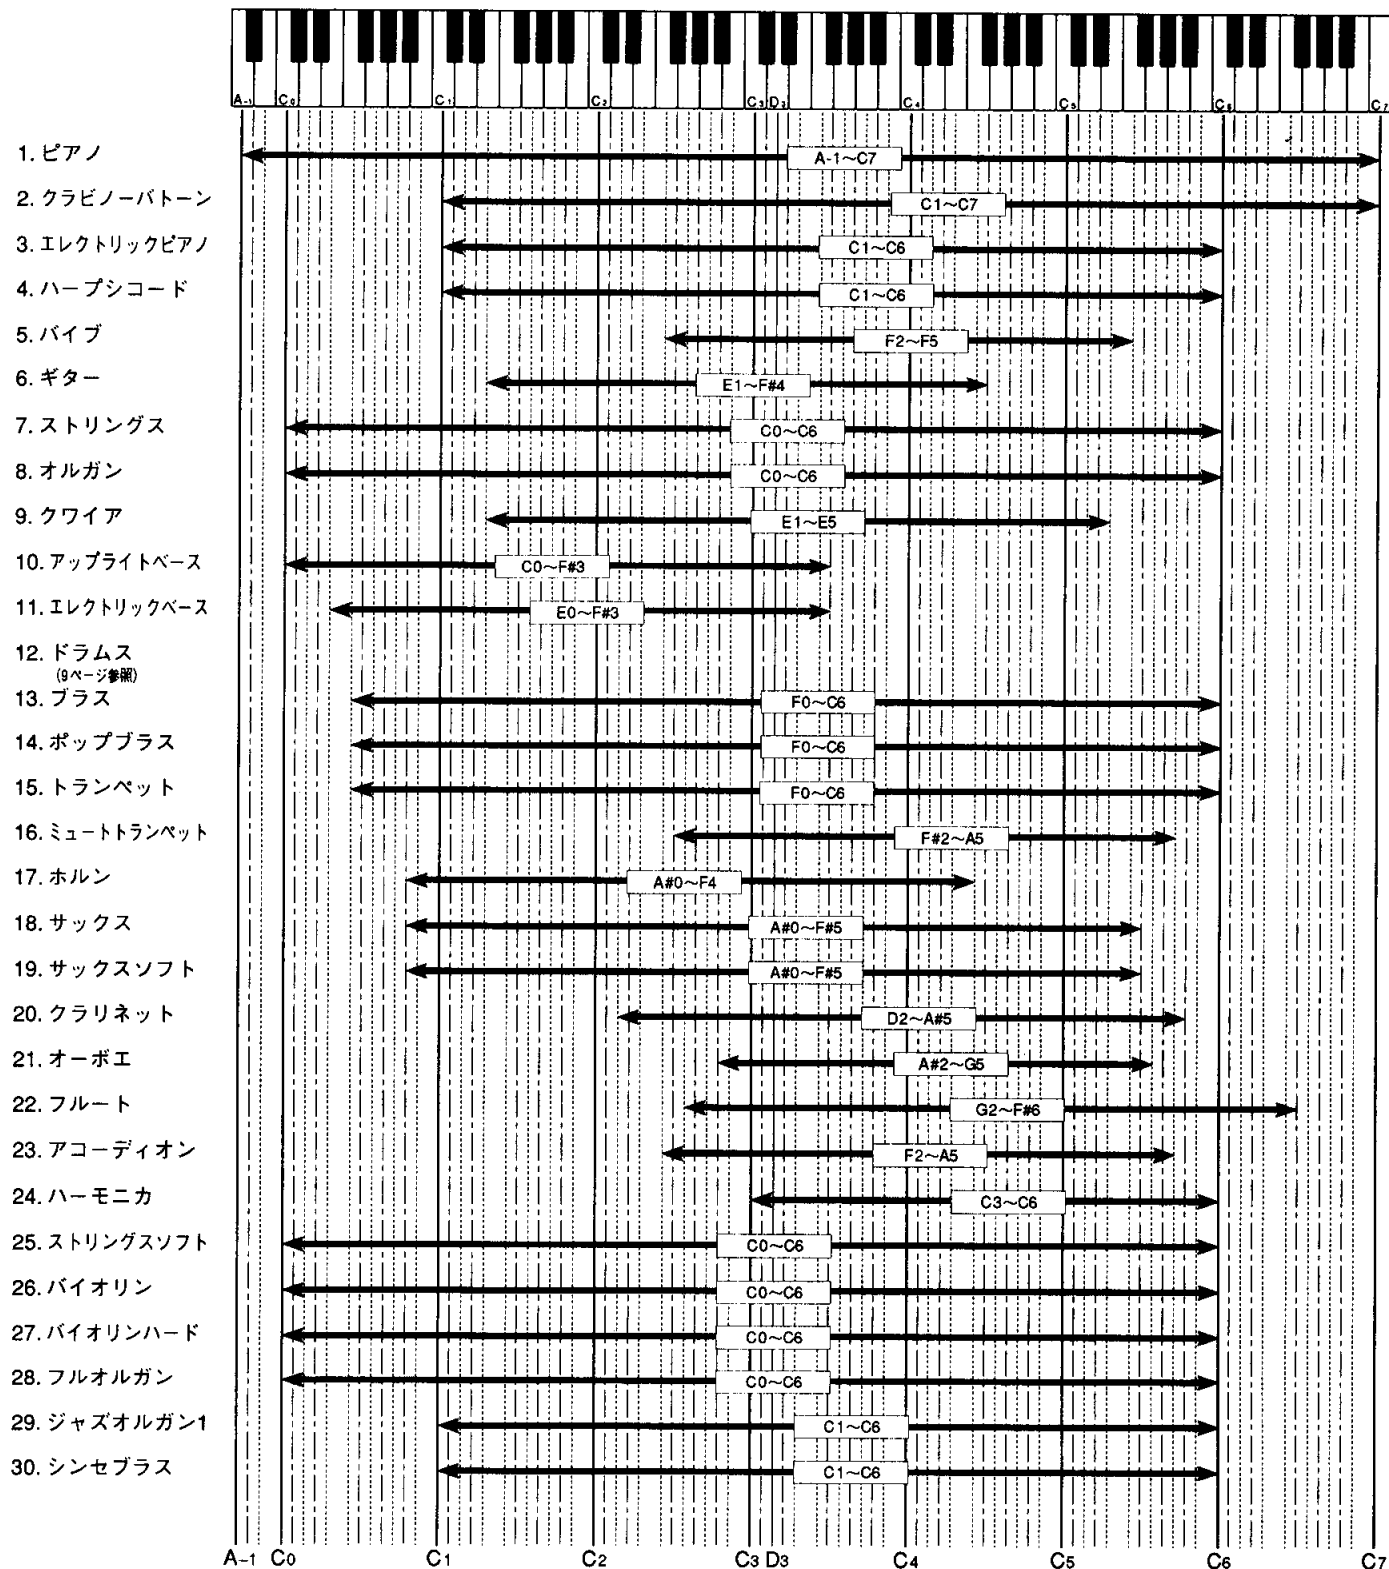 A-1 C0 C1 C2 C3 D3 C4 C5 C6 C7
1. ピアノ A-1～C7
2. クラビノーバトーン C1～C7
3. エレクトリックピアノ C1～C6
4. ハープシコード C1～C6
5. バイブ F2～F5
6. ギター E1～F#4
7. ストリングス C0～C6
8. オルガン C0～C6
9. クワイア E1～E5
10. アップライトベース C0～F#3
11. エレクトリックベース E0～F#3
12. ドラムス
(9ページ参照)
13. ブラス F0～C6
14. ポップブラス F0～C6
15. トランペット F0～C6
16. ミュートトランペット F#2～A5
17. ホルン A#0～F4
18. サックス A#0～F#5
19. サックスソフト A#0～F#5
20. クラリネット D2～A#5
21. オーボエ A#2～G5
22. フルート G2～F#6
23. アコーディオン F2～A5
24. ハーモニカ C3～C6
25. ストリングスソフト C0～C6
26. バイオリン C0～C6
27. バイオリンハード C0～C6
28. フルオルガン C0～C6
29. ジャズオルガン1 C1～C6
30. シンセブラス C1～C6
A-1 C0 C1 C2 C3 D3 C4 C5 C6 C7